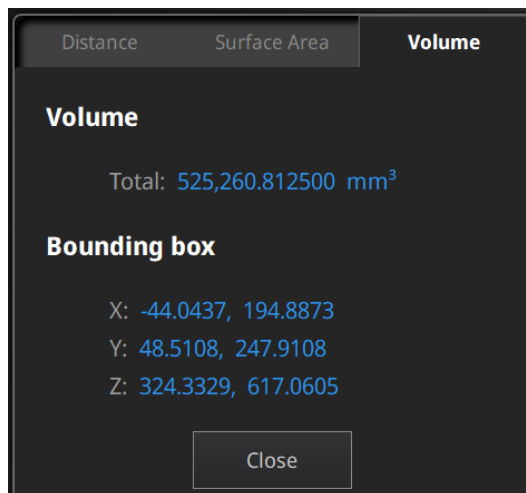 Distance Surface Area Volume
Volume
Total: 525,260.812500 mm³
Bounding box
X: -44.0437, 194.8873
Y: 48.5108, 247.9108
Z: 324.3329, 617.0605
Close